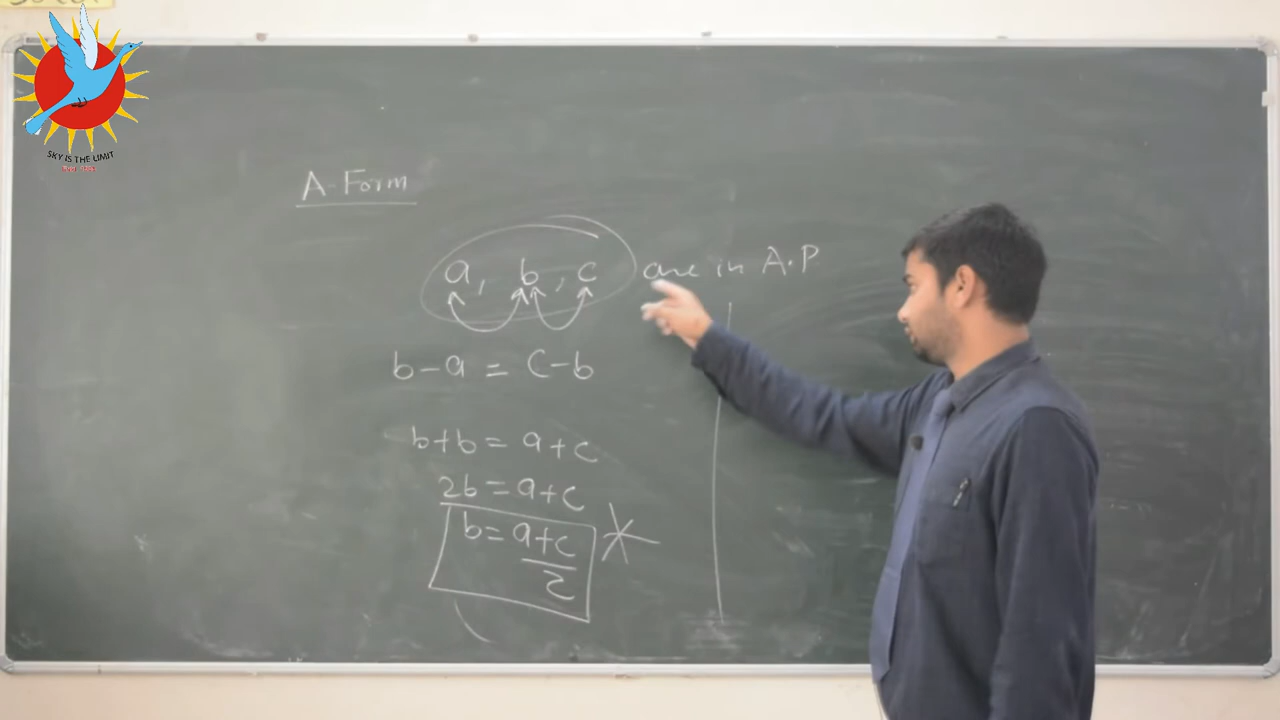 SKY IS THE LIMIT
A-Form
a, b, c are in A.P
b-a = c-b
b+b = a+c
2b = a+c
b = a+c/2